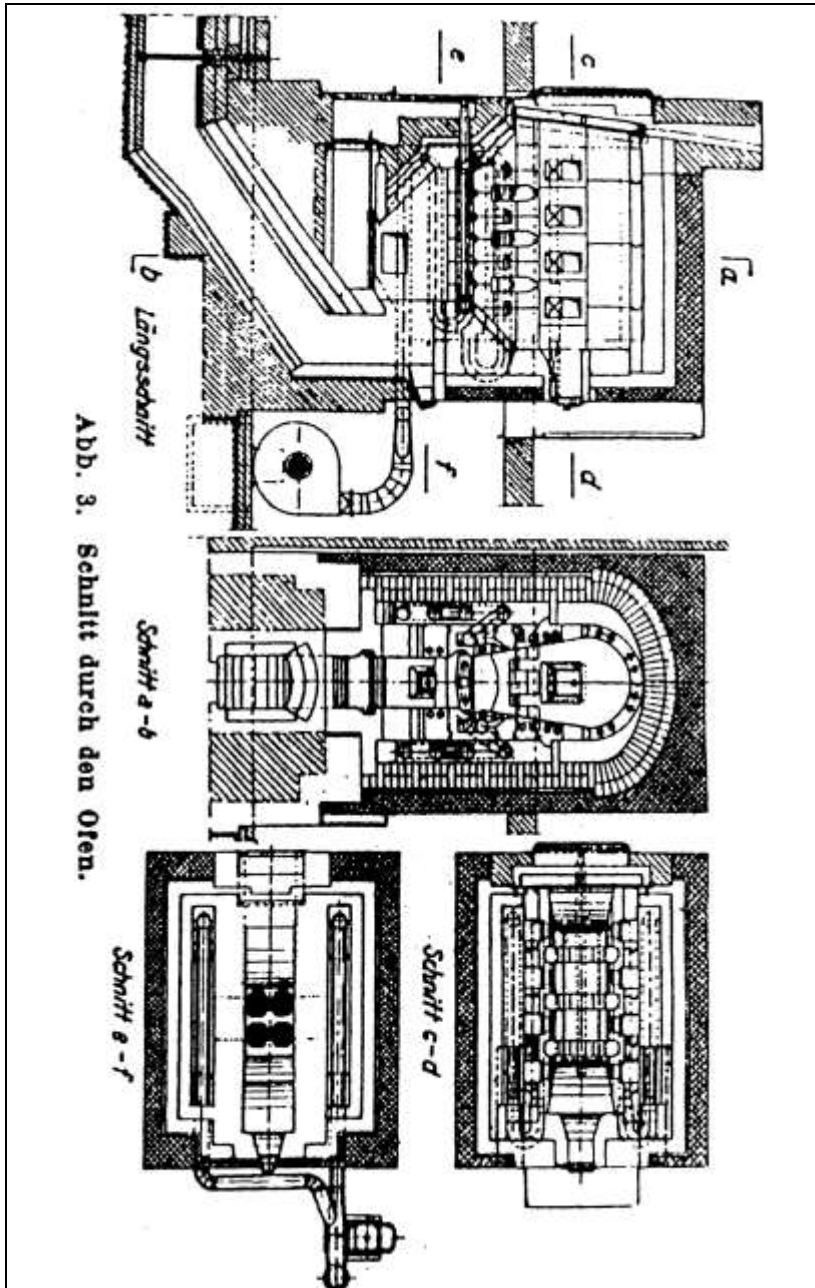 e
c
a
b
Längsschnitt
f
d
Schnitt a-b
Schnitt c-d
Schnitt e-f
Abb. 3. Schnitt durch den Ofen.